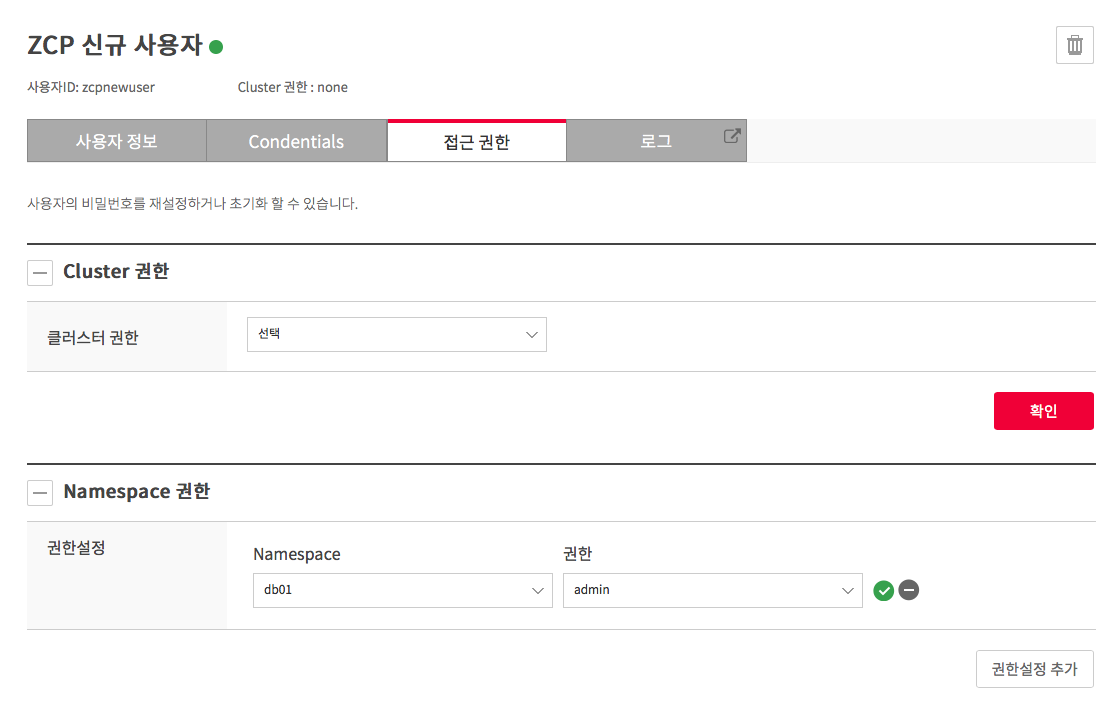 ZCP 신규 사용자
사용자ID: zcpnewuser Cluster 권한 : none
사용자 정보 Condentials 접근 권한 로그
사용자의 비밀번호를 재설정하거나 초기화 할 수 있습니다.
Cluster 권한
클러스터 권한 선택
확인
Namespace 권한
권한설정
Namespace 권한
db01 admin
권한설정 추가